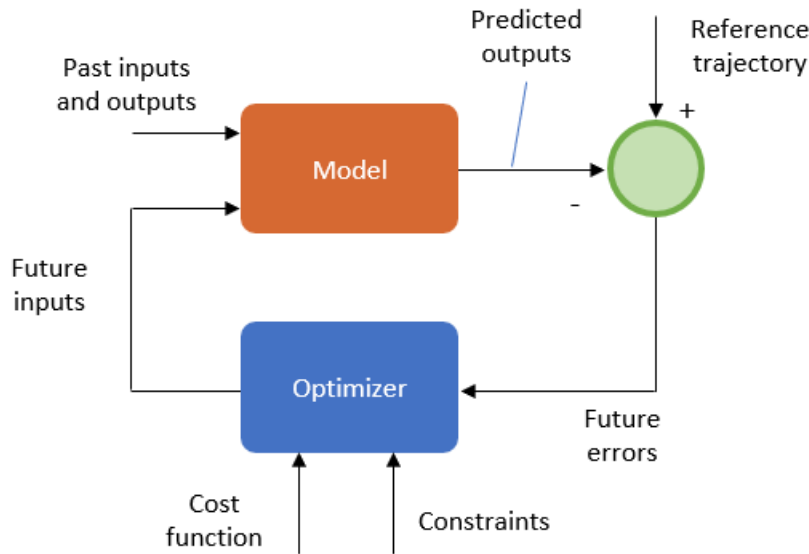 Predicted
outputs
Reference
trajectory
Past inputs
and outputs
+
Model
-
Future
inputs
Optimizer
Future
errors
Cost
function
Constraints